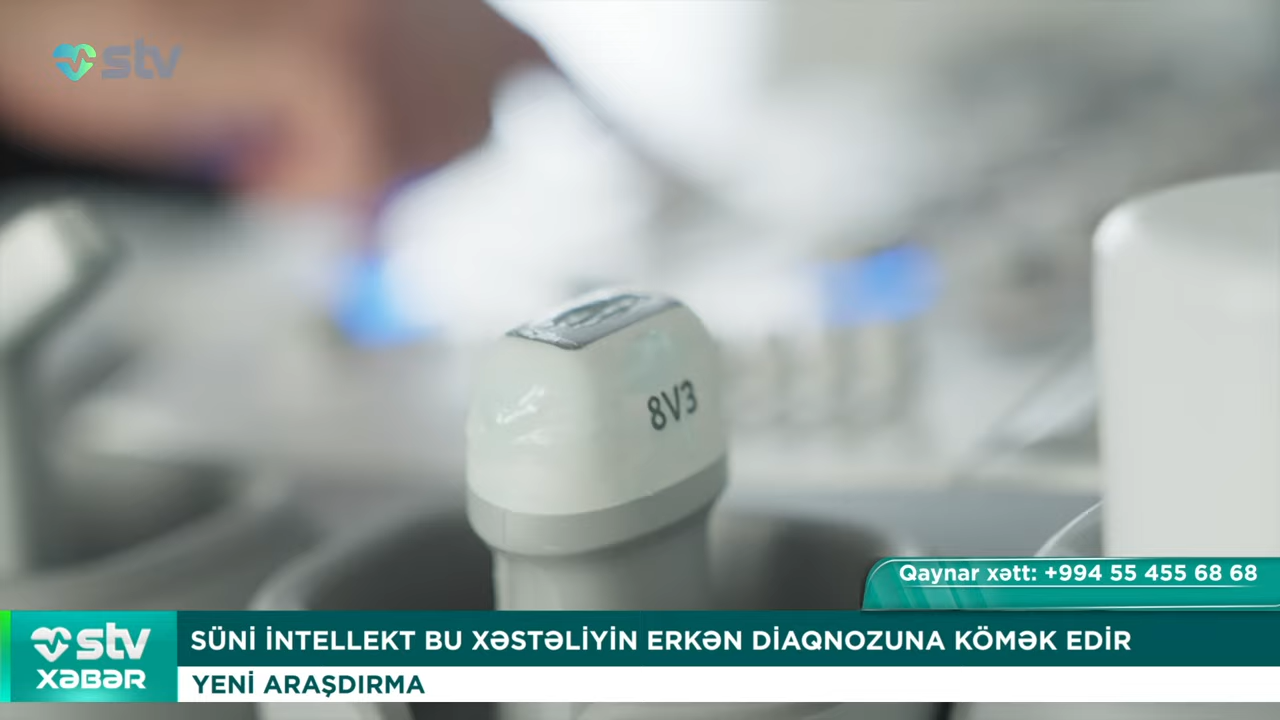 stv
8V3
Qaynar xətt: +994 55 455 68 68
stv
XƏBƏR
SÜNİ İNTELLEKT BU XƏSTƏLİYİN ERKƏN DİAQNOZUNA KÖMƏK EDİR
YENİ ARAŞDIRMA